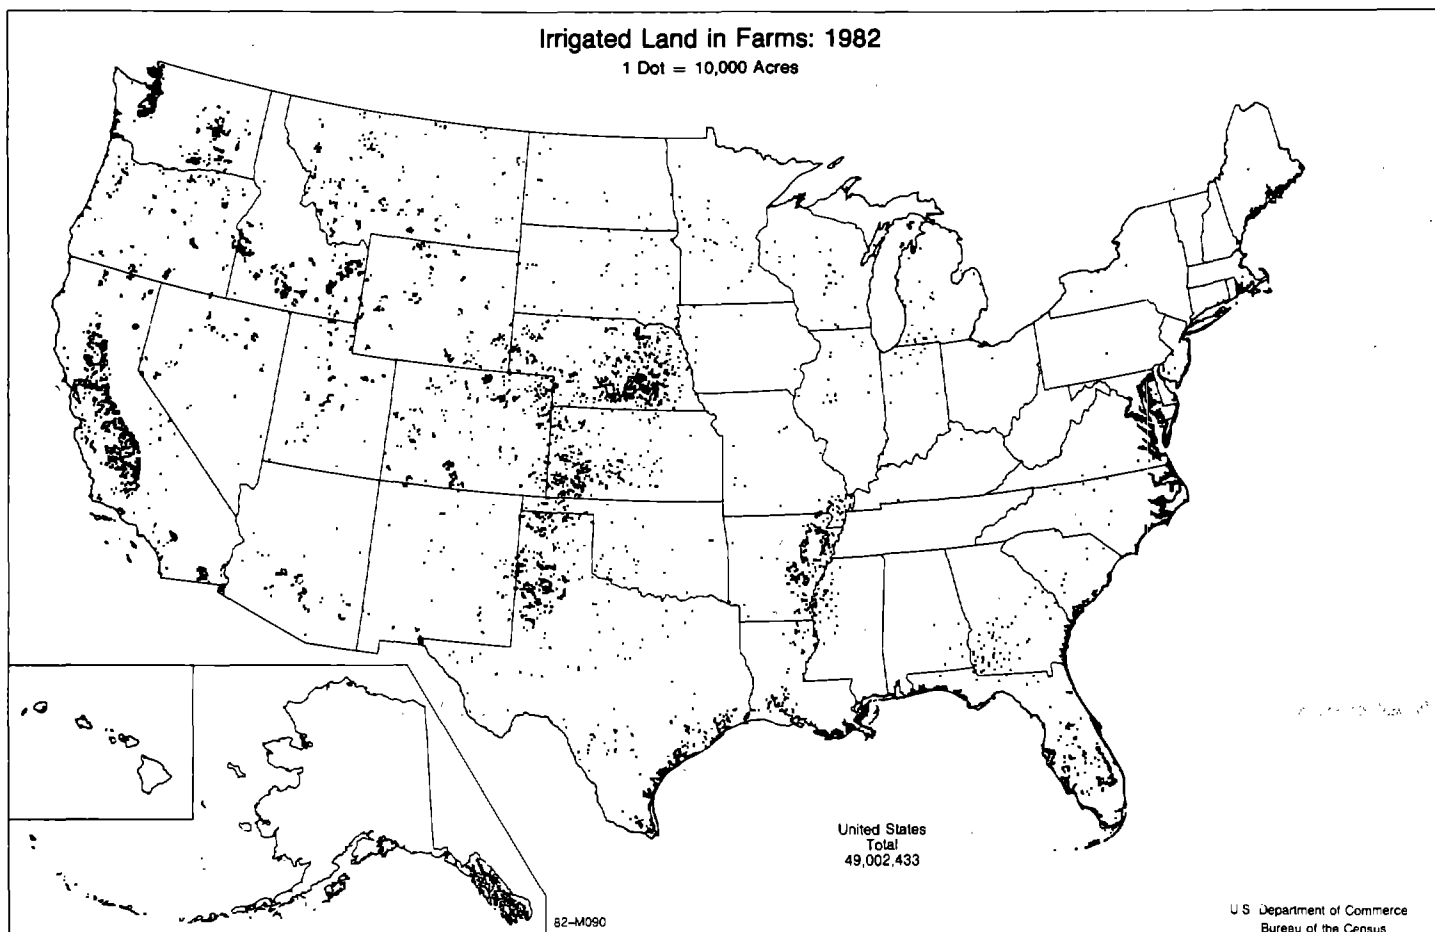 Irrigated Land in Farms: 1982
1 Dot = 10,000 Acres
United States
Total
49,002,433
82-M090
U S Department of Commerce
Bureau of the Census